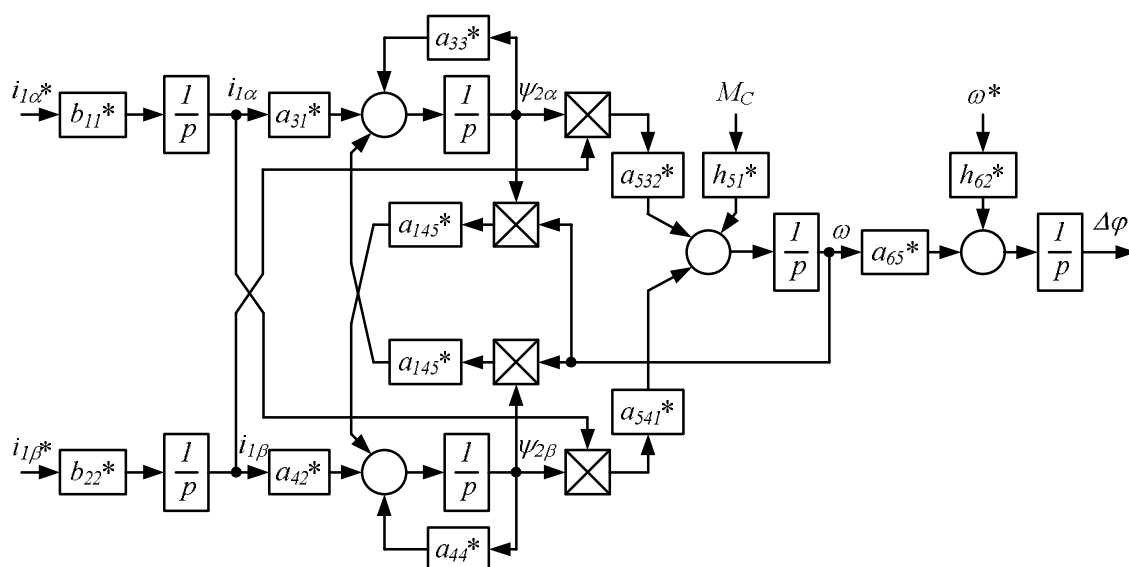 a33*
i1α* b11* 1/p i1α a31* 1/p ψ2α
MC
ω*
a532* h51* h62*
a145*
1/p ω a65* 1/p Δφ
a145*
a541*
i1β* b22* 1/p i1β a42* 1/p ψ2β
a44*